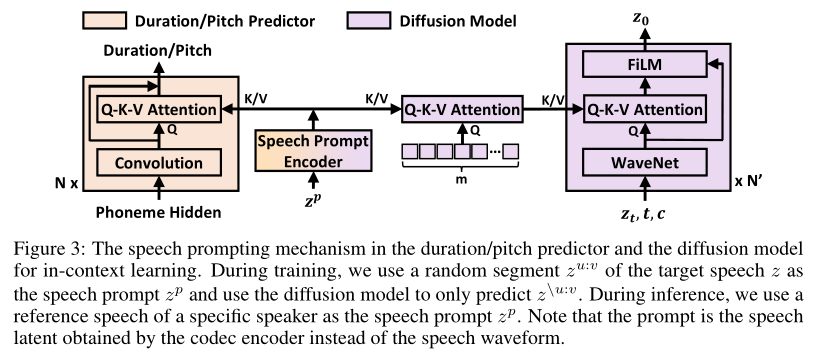 Duration/Pitch Predictor
Diffusion Model
Duration/Pitch
Q-K-V Attention
Q
Convolution
N x
Phoneme Hidden
K/V
K/V
Speech Prompt
Encoder
z^p
Q-K-V Attention
Q
...
m
K/V
z_0
FiLM
Q-K-V Attention
Q
WaveNet
x N'
z_t, t, c
Figure 3: The speech prompting mechanism in the duration/pitch predictor and the diffusion model
for in-context learning. During training, we use a random segment z^{u:v} of the target speech z as
the speech prompt z^p and use the diffusion model to only predict z^{\u:v}. During inference, we use a
reference speech of a specific speaker as the speech prompt z^p. Note that the prompt is the speech
latent obtained by the codec encoder instead of the speech waveform.